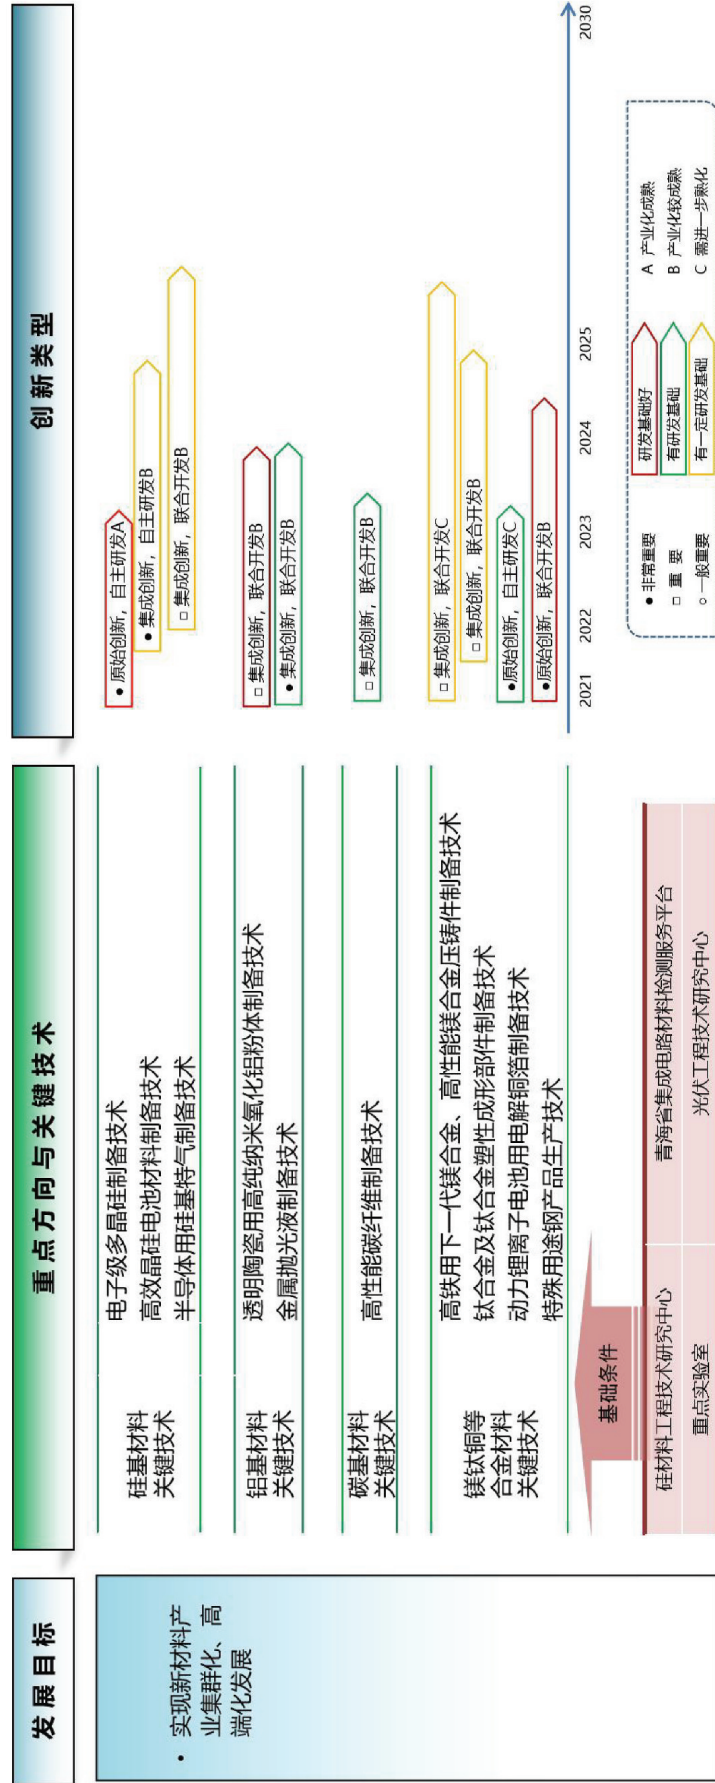 发展目标
重点方向与关键技术
创新类型
• 实现新材料产
业集群化、高
端化发展
硅基材料
关键技术
电子级多晶硅制备技术
高效晶硅电池材料制备技术
半导体用硅基特气制备技术
● 原始创新，自主研发A
● 集成创新，自主研发B
□ 集成创新，联合开发B
铝基材料
关键技术
透明陶瓷用高纯纳米氧化铝粉体制备技术
金属抛光液制备技术
□ 集成创新，联合开发B
● 集成创新，联合开发B
碳基材料
关键技术
高性能碳纤维制备技术
□ 集成创新，联合开发B
镁钛铜等
合金材料
关键技术
高铁用下一代镁合金、高性能镁合金压铸件制备技术
钛合金及钛合金塑性成形部件制备技术
动力锂离子电池用电解铜箔制备技术
特殊用途钢产品生产技术
□ 集成创新，联合开发C
□ 集成创新，联合开发B
●原始创新，自主研发C
●原始创新，联合开发B
2021 2022 2023 2024 2025 2030
基础条件
硅材料工程技术研究中心 青海省集成电路材料检测服务平台
重点实验室 光伏工程技术研究中心
● 非常重要 研发基础好 A 产业化成熟
□ 重 要 有研发基础 B 产业化较成熟
○ 一般重要 有一定研发基础 C 需进一步熟化